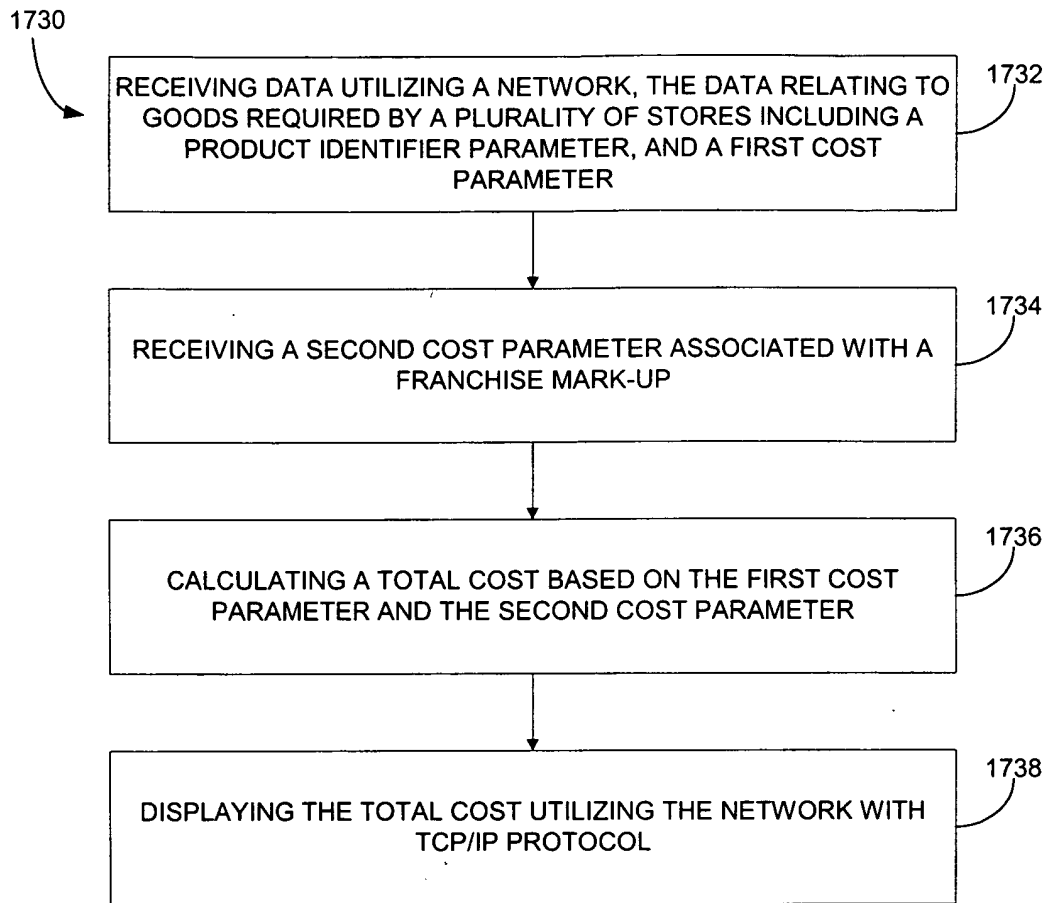 1730
RECEIVING DATA UTILIZING A NETWORK, THE DATA RELATING TO
GOODS REQUIRED BY A PLURALITY OF STORES INCLUDING A
PRODUCT IDENTIFIER PARAMETER, AND A FIRST COST
PARAMETER
1732
RECEIVING A SECOND COST PARAMETER ASSOCIATED WITH A
FRANCHISE MARK-UP
1734
CALCULATING A TOTAL COST BASED ON THE FIRST COST
PARAMETER AND THE SECOND COST PARAMETER
1736
DISPLAYING THE TOTAL COST UTILIZING THE NETWORK WITH
TCP/IP PROTOCOL
1738